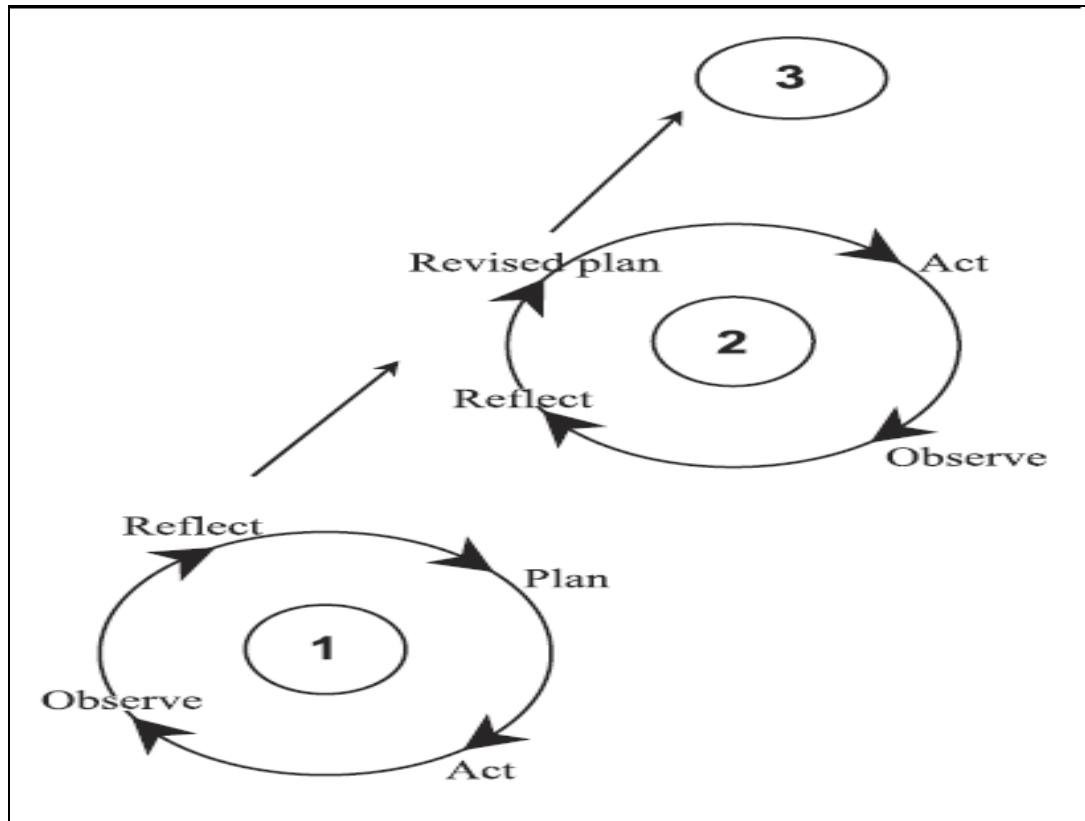 3
Revised plan
Act
2
Reflect
Observe
Reflect
Plan
1
Observe
Act